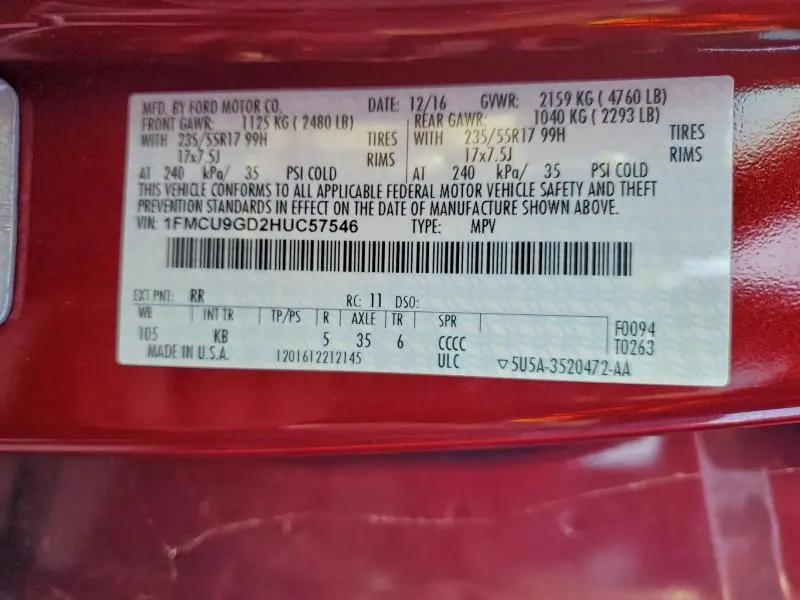 MFD. BY FORD MOTOR CO. DATE: 12/16 GVWR: 2159 KG ( 4760 LB)
FRONT GAWR: 1125 KG ( 2480 LB) REAR GAWR: 1040 KG ( 2293 LB)
WITH 235/55R17 99H TIRES WITH 235/55R17 99H TIRES
17x7.5J RIMS 17x7.5J RIMS
AT 240 kPa/ 35 PSI COLD AT 240 kPa/ 35 PSI COLD
THIS VEHICLE CONFORMS TO ALL APPLICABLE FEDERAL MOTOR VEHICLE SAFETY AND THEFT
PREVENTION STANDARDS IN EFFECT ON THE DATE OF MANUFACTURE SHOWN ABOVE.
VIN: 1FMCU9GD2HUC57546 TYPE: MPV
EXT PNT: RR RC: 11 DSO:
WB INT TR TP/PS R AXLE TR SPR F0094
105 KB 5 35 6 CCCC T0263
MADE IN U.S.A. 1201612212145 ULC ▽5U5A-3520472-AA